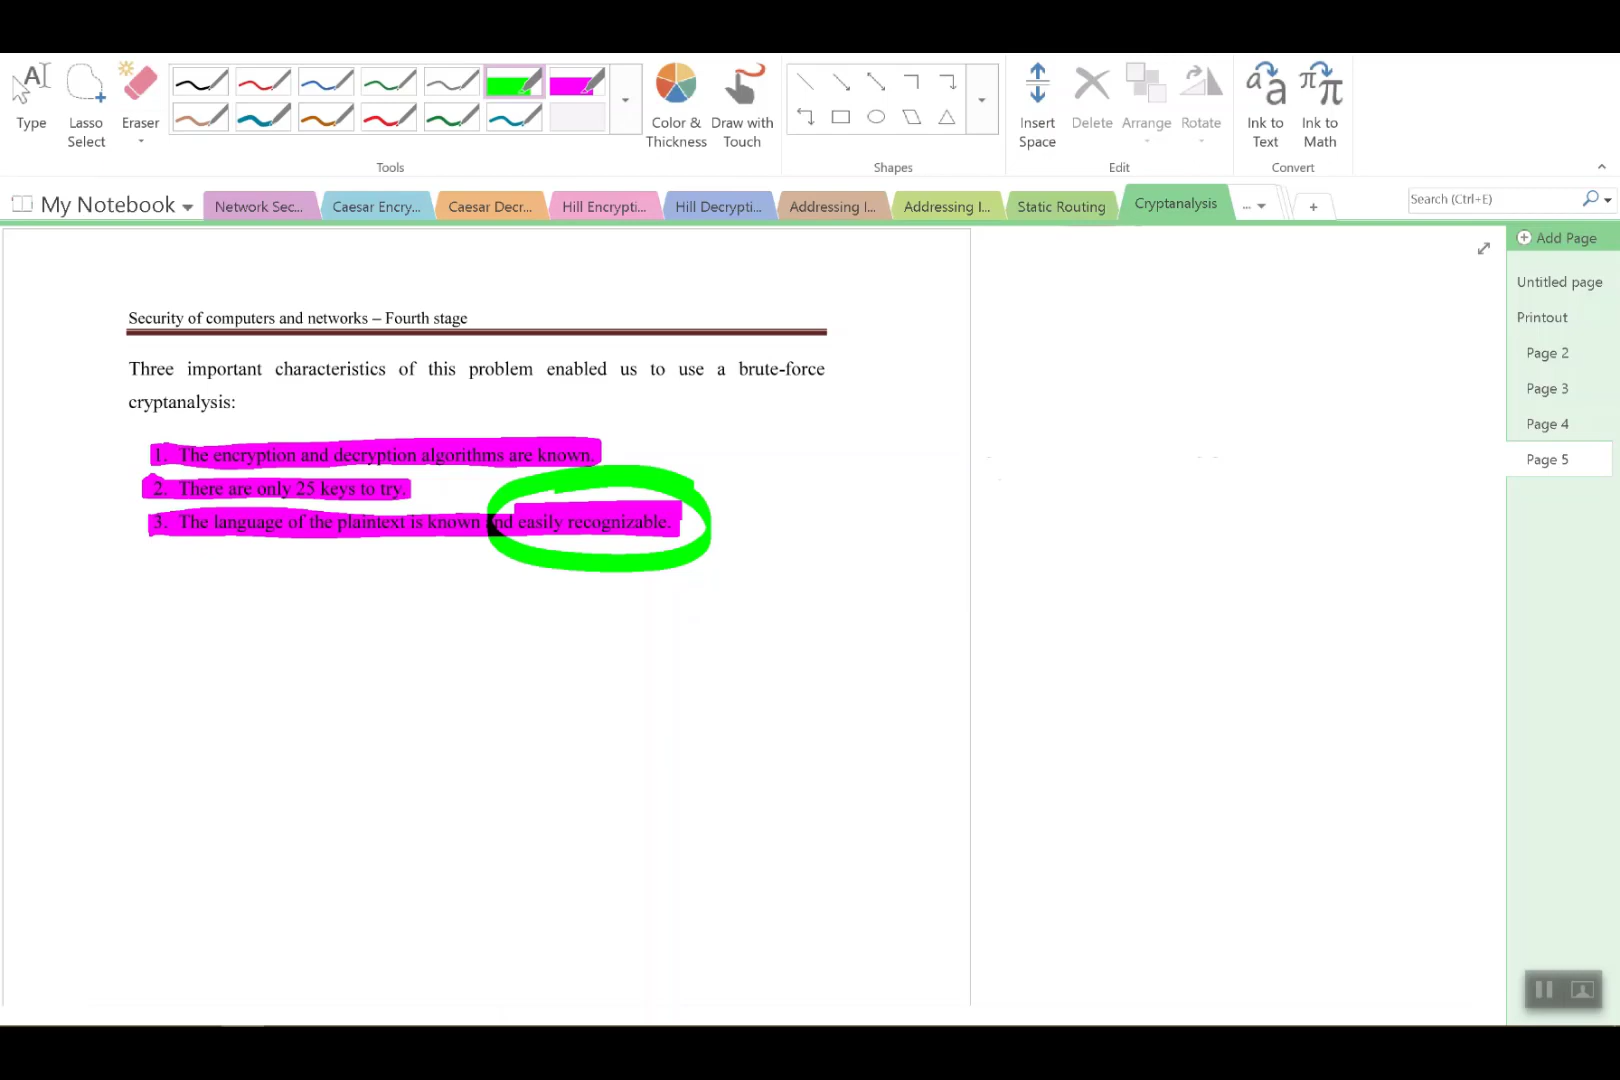 Type
Lasso
Select
Eraser
Color &
Thickness
Draw with
Touch
Insert
Space
Delete
Arrange
Rotate
Ink to
Text
Ink to
Math
Tools
Shapes
Edit
Convert
My Notebook
Network Sec...
Caesar Encry...
Caesar Decr...
Hill Encrypti...
Hill Decrypti...
Addressing I...
Addressing I...
Static Routing
Cryptanalysis
...
+
Search (Ctrl+E)
Add Page
Untitled page
Printout
Page 2
Page 3
Page 4
Page 5
Security of computers and networks – Fourth stage
Three important characteristics of this problem enabled us to use a brute-force
cryptanalysis:
1. The encryption and decryption algorithms are known.
2. There are only 25 keys to try.
3. The language of the plaintext is known and easily recognizable.